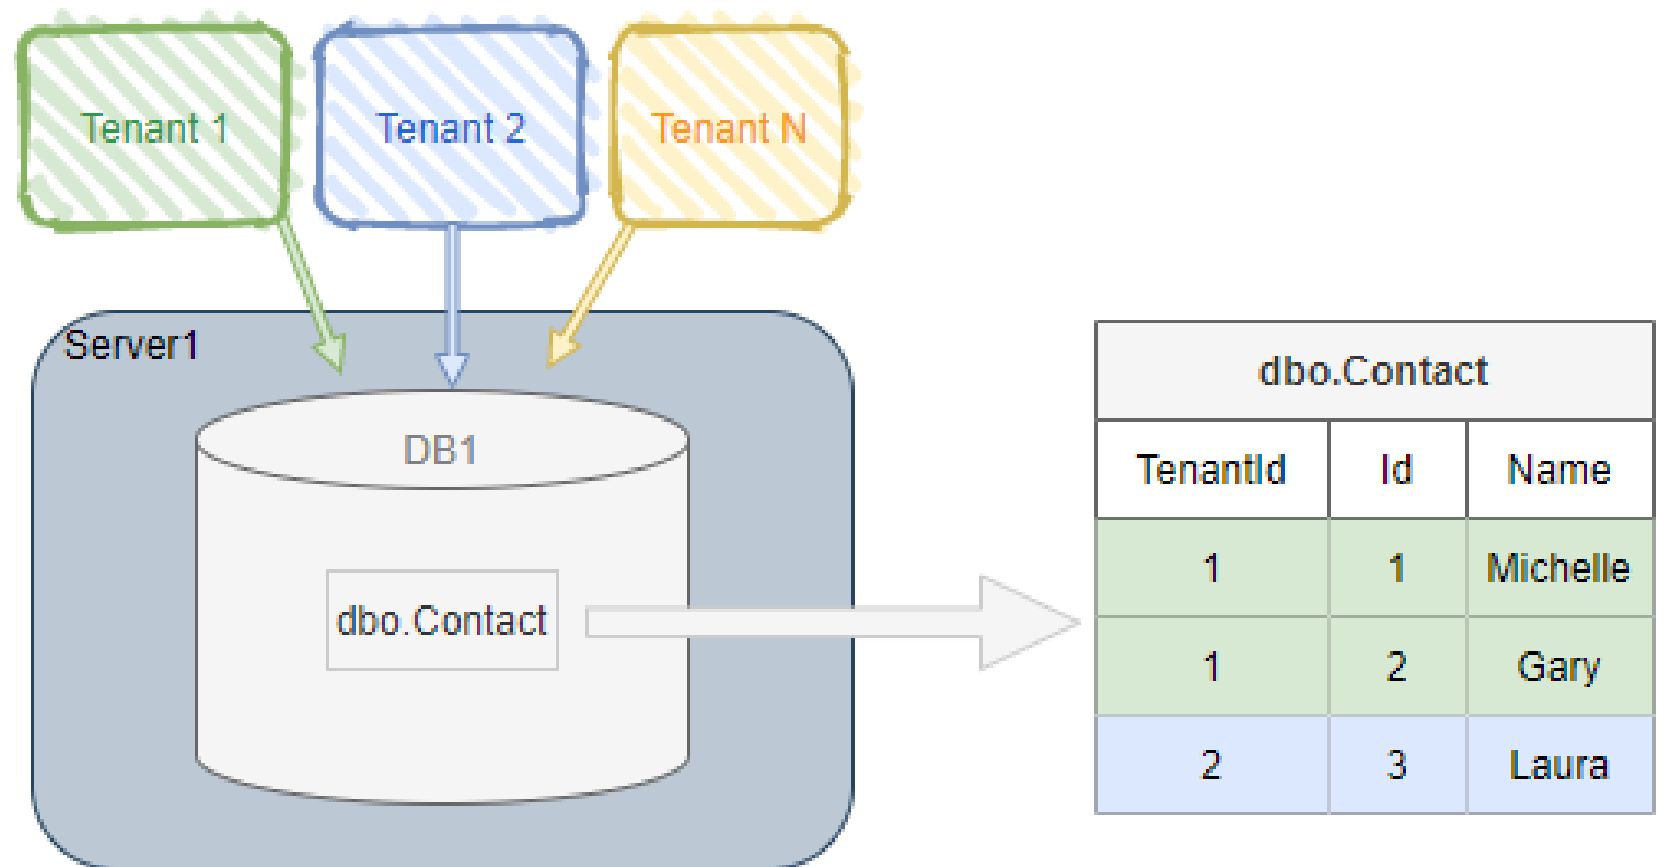 Tenant 1
Tenant 2
Tenant N
Server1
DB1
dbo.Contact
dbo.Contact
TenantId Id Name
1 1 Michelle
1 2 Gary
2 3 Laura